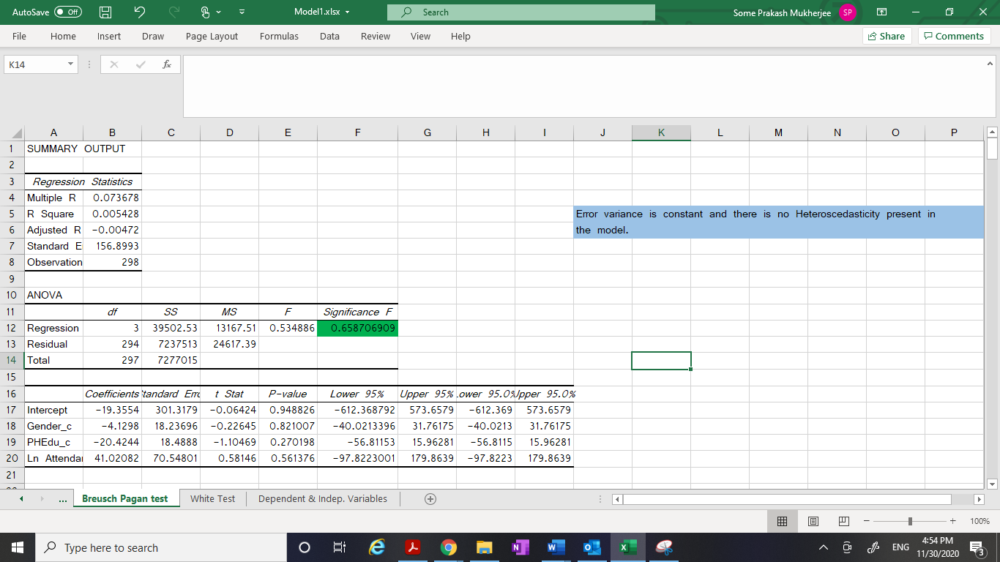 AutoSave Off Model1.xlsx Search Some Prakash Mukherjee SP
File Home Insert Draw Page Layout Formulas Data Review View Help Share Comments
K14 fx
A B C D E F G H I J K L M N O P
1 SUMMARY OUTPUT
2
3 Regression Statistics
4 Multiple R 0.073678
5 R Square 0.005428 Error variance is constant and there is no Heteroscedasticity present in
6 Adjusted R -0.00472 the model.
7 Standard E 156.8993
8 Observation 298
9
10 ANOVA
11 df SS MS F Significance F
12 Regression 3 39502.53 13167.51 0.534886 0.658706909
13 Residual 294 7237513 24617.39
14 Total 297 7277015
15
16 Coefficients tandard Erro t Stat P-value Lower 95% Upper 95% ower 95.0% Upper 95.0%
17 Intercept -19.3554 301.3179 -0.06424 0.948826 -612.368792 573.6579 -612.369 573.6579
18 Gender_c -4.1298 18.23696 -0.22645 0.821007 -40.0213396 31.76175 -40.0213 31.76175
19 PHEdu_c -20.4244 18.4888 -1.10469 0.270198 -56.81153 15.96281 -56.8115 15.96281
20 Ln Attendar 41.02082 70.54801 0.58146 0.561376 -97.8223001 179.8639 -97.8223 179.8639
21
... Breusch Pagan test White Test Dependent & Indep. Variables
100%
Type here to search ENG 4:54 PM
11/30/2020 3